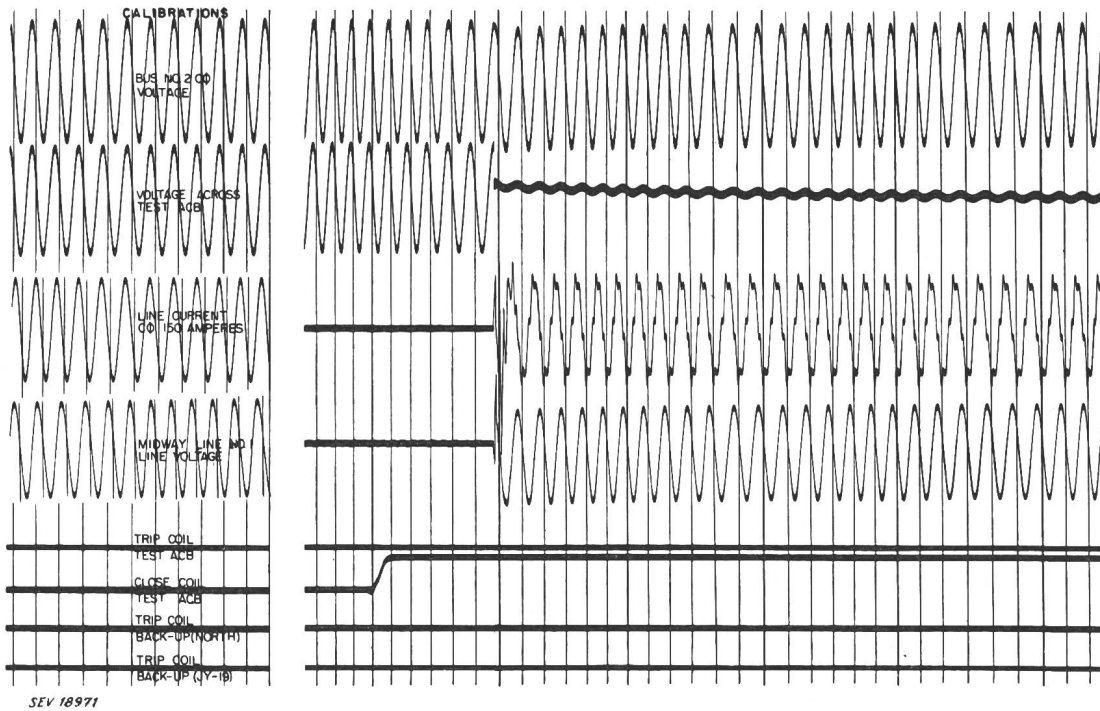 CALIBRATIONS
BUS NO. 2 CØ
VOLTAGE
VOLTAGE ACROSS
TEST ACB
LINE CURRENT
CØ 150 AMPERES
MIDWAY LINE NO. 1
LINE VOLTAGE
TRIP COIL
TEST ACB
CLOSE COIL
TEST ACB
TRIP COIL
BACK-UP (NORTH)
TRIP COIL
BACK-UP (JY-19)
SEV 18971